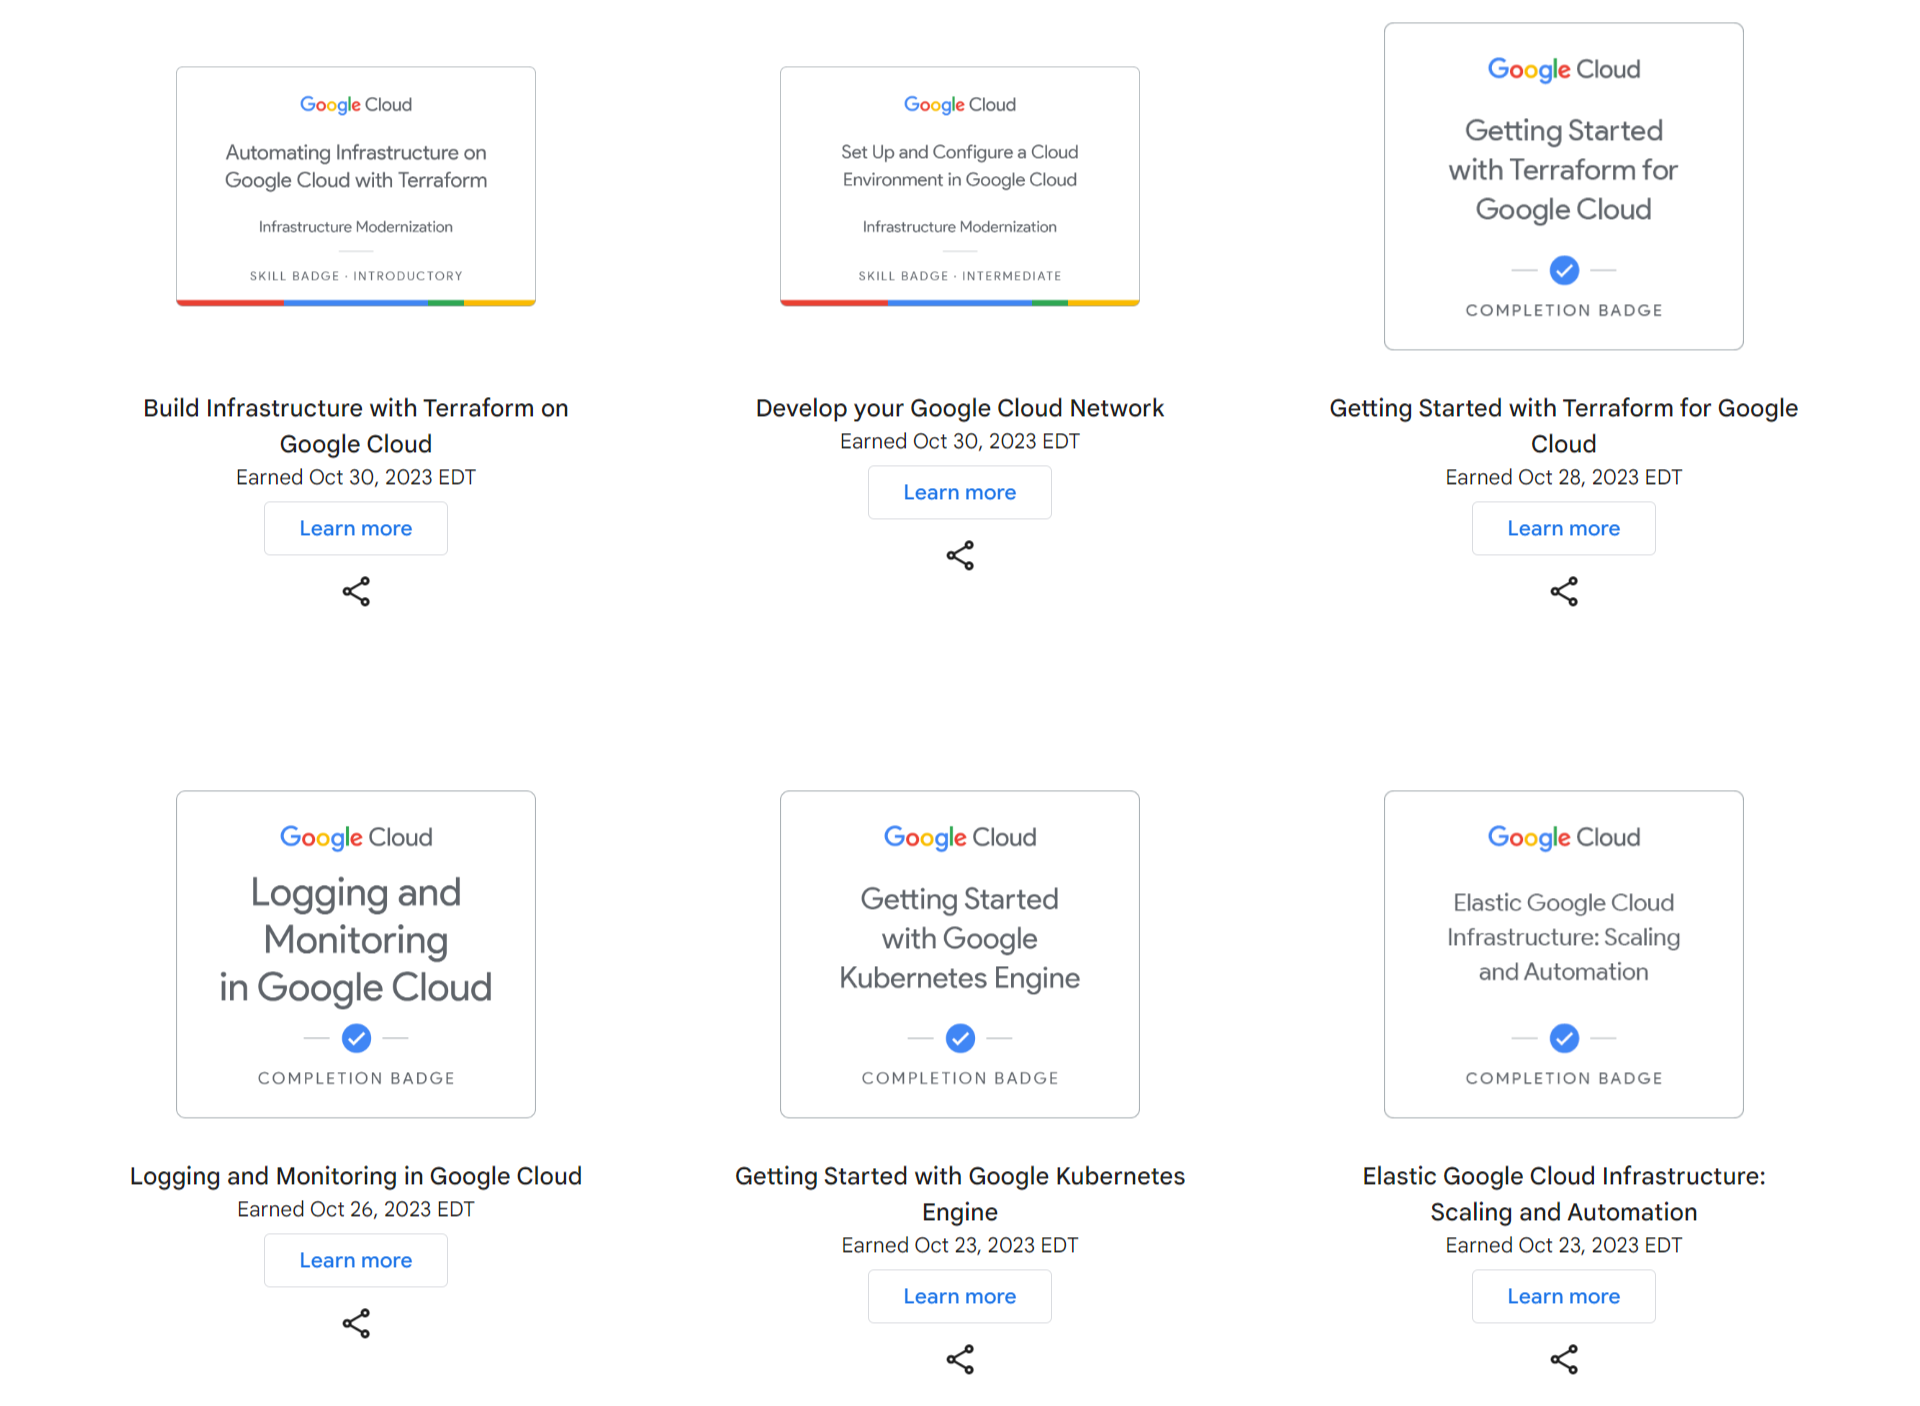 Google Cloud
Automating Infrastructure on
Google Cloud with Terraform
Infrastructure Modernization
SKILL BADGE · INTRODUCTORY
Build Infrastructure with Terraform on
Google Cloud
Earned Oct 30, 2023 EDT
Learn more
Google Cloud
Set Up and Configure a Cloud
Environment in Google Cloud
Infrastructure Modernization
SKILL BADGE · INTERMEDIATE
Develop your Google Cloud Network
Earned Oct 30, 2023 EDT
Learn more
Google Cloud
Getting Started
with Terraform for
Google Cloud
COMPLETION BADGE
Getting Started with Terraform for Google
Cloud
Earned Oct 28, 2023 EDT
Learn more
Google Cloud
Logging and
Monitoring
in Google Cloud
COMPLETION BADGE
Logging and Monitoring in Google Cloud
Earned Oct 26, 2023 EDT
Learn more
Google Cloud
Getting Started
with Google
Kubernetes Engine
COMPLETION BADGE
Getting Started with Google Kubernetes
Engine
Earned Oct 23, 2023 EDT
Learn more
Google Cloud
Elastic Google Cloud
Infrastructure: Scaling
and Automation
COMPLETION BADGE
Elastic Google Cloud Infrastructure:
Scaling and Automation
Earned Oct 23, 2023 EDT
Learn more